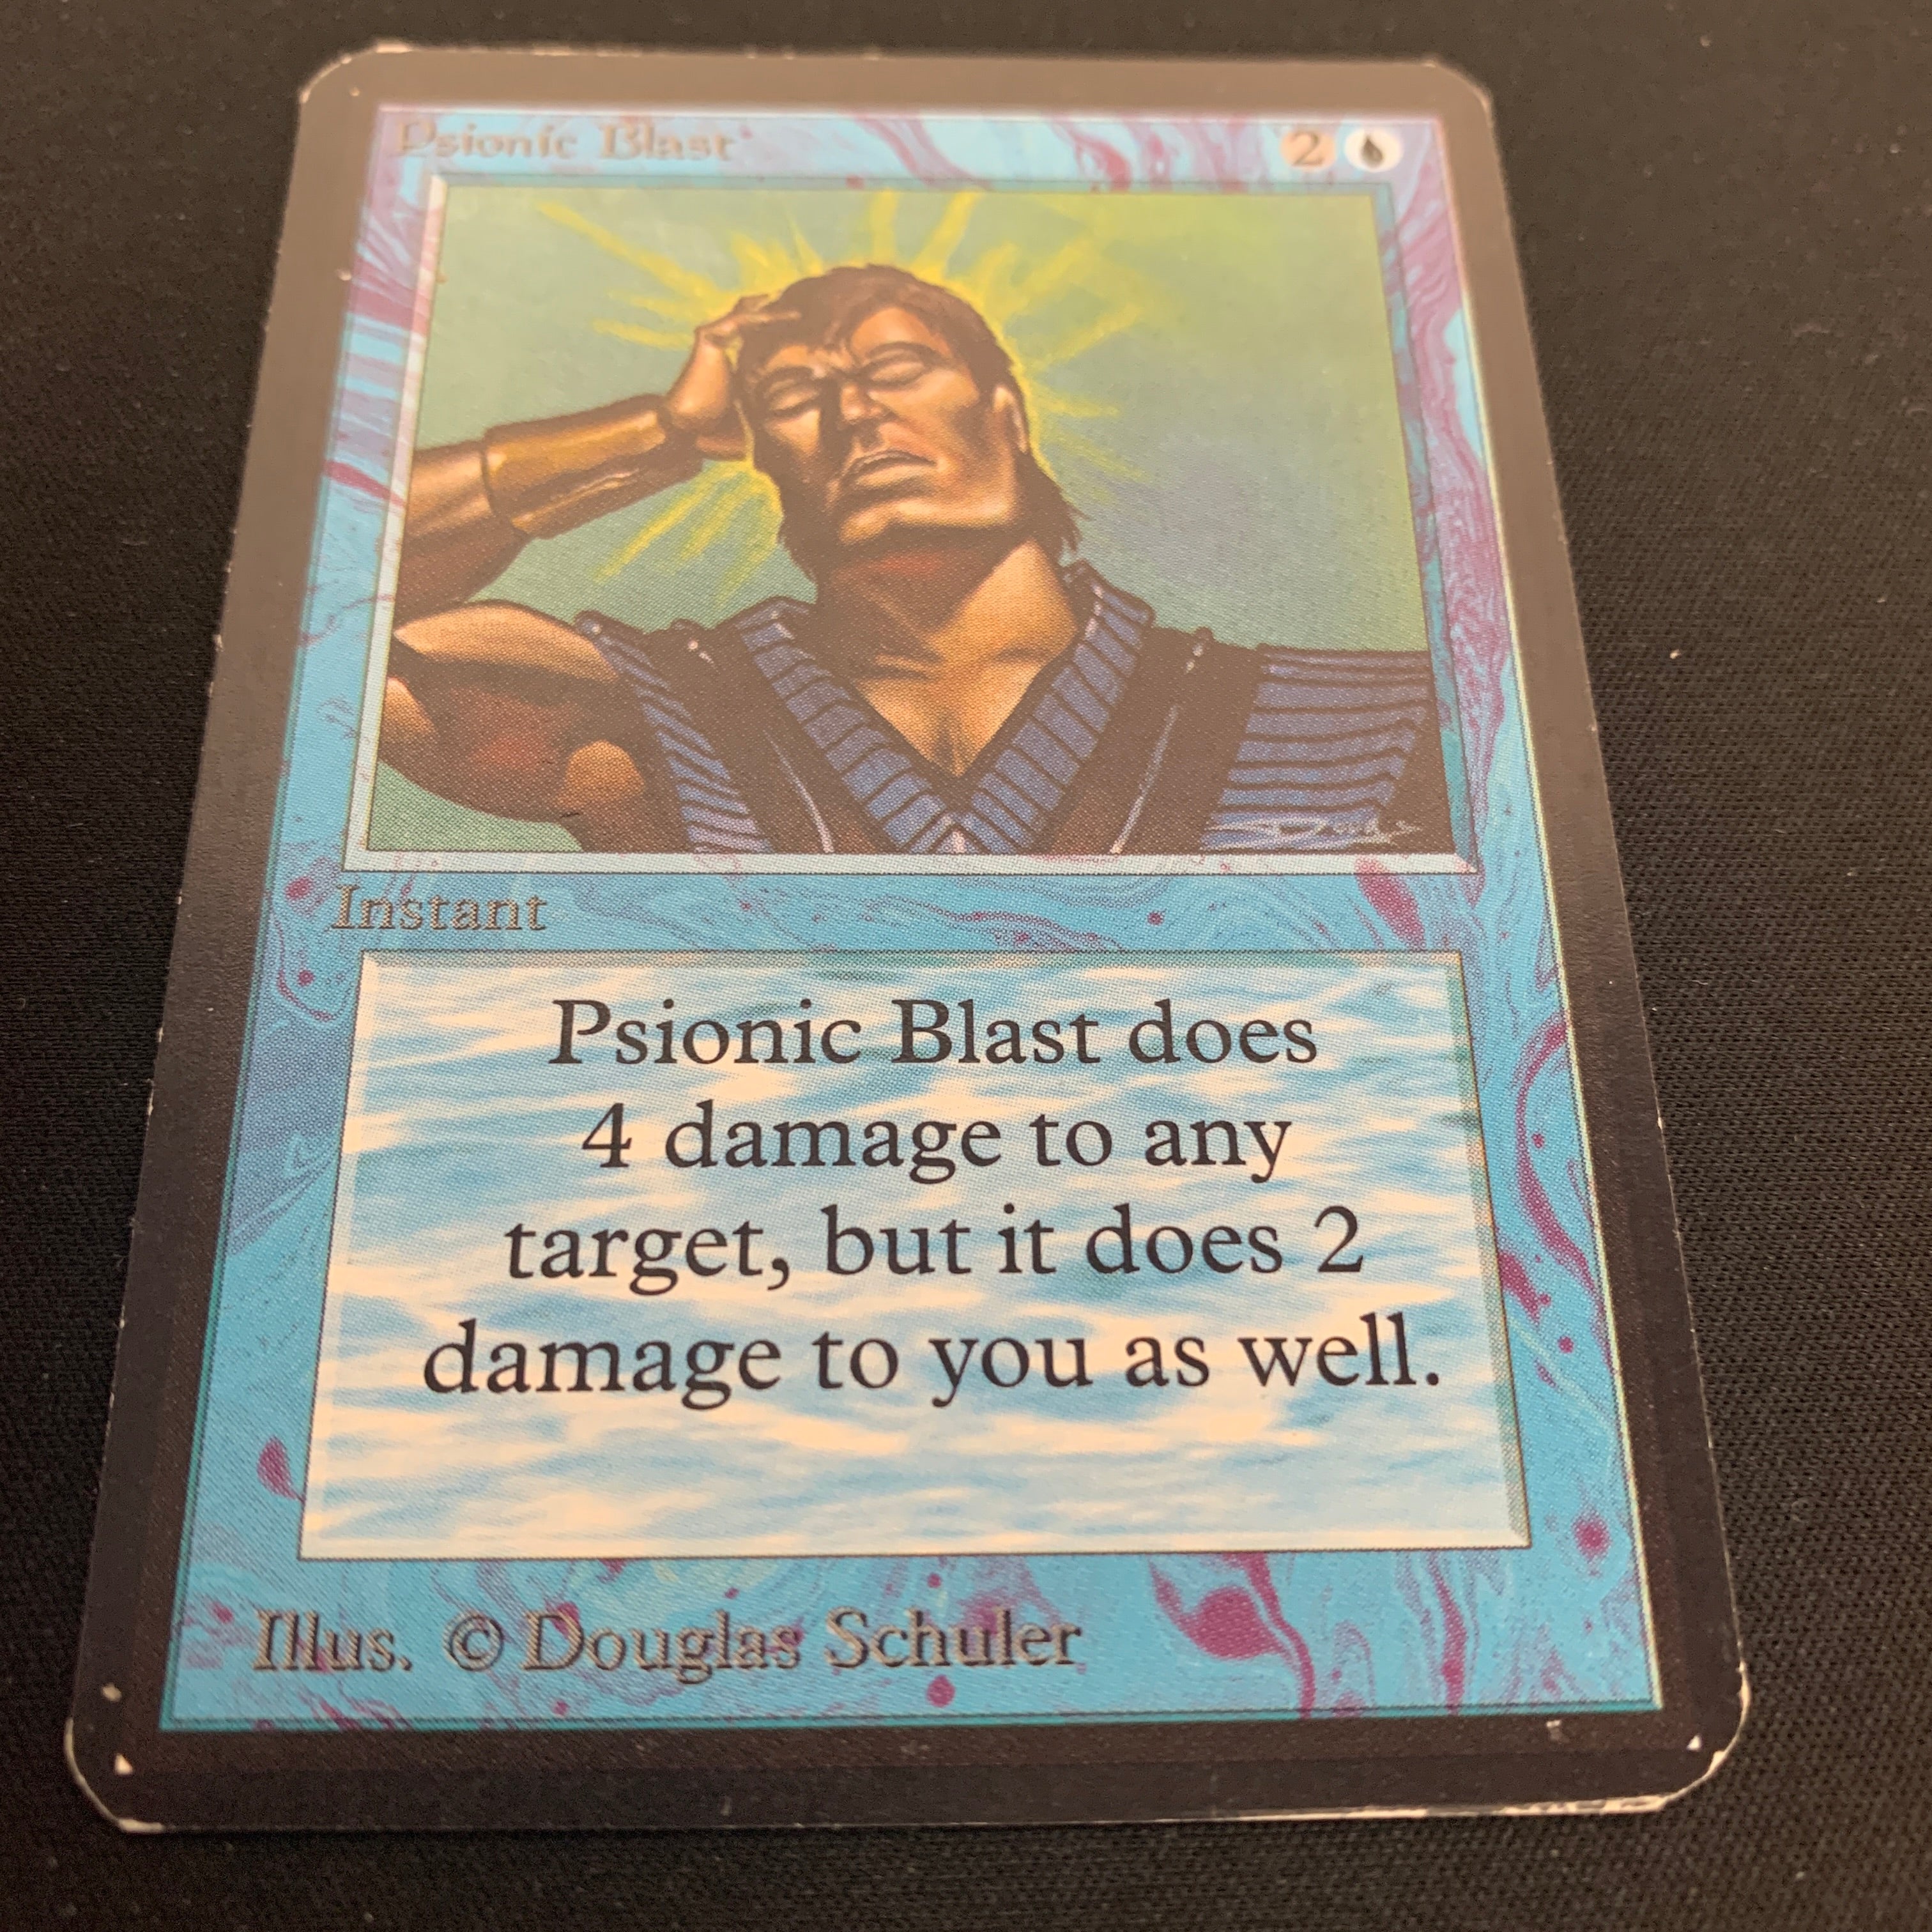 Psionic Blast 2
Instant
Psionic Blast does
4 damage to any
target, but it does 2
damage to you as well.
Illus. © Douglas Schuler